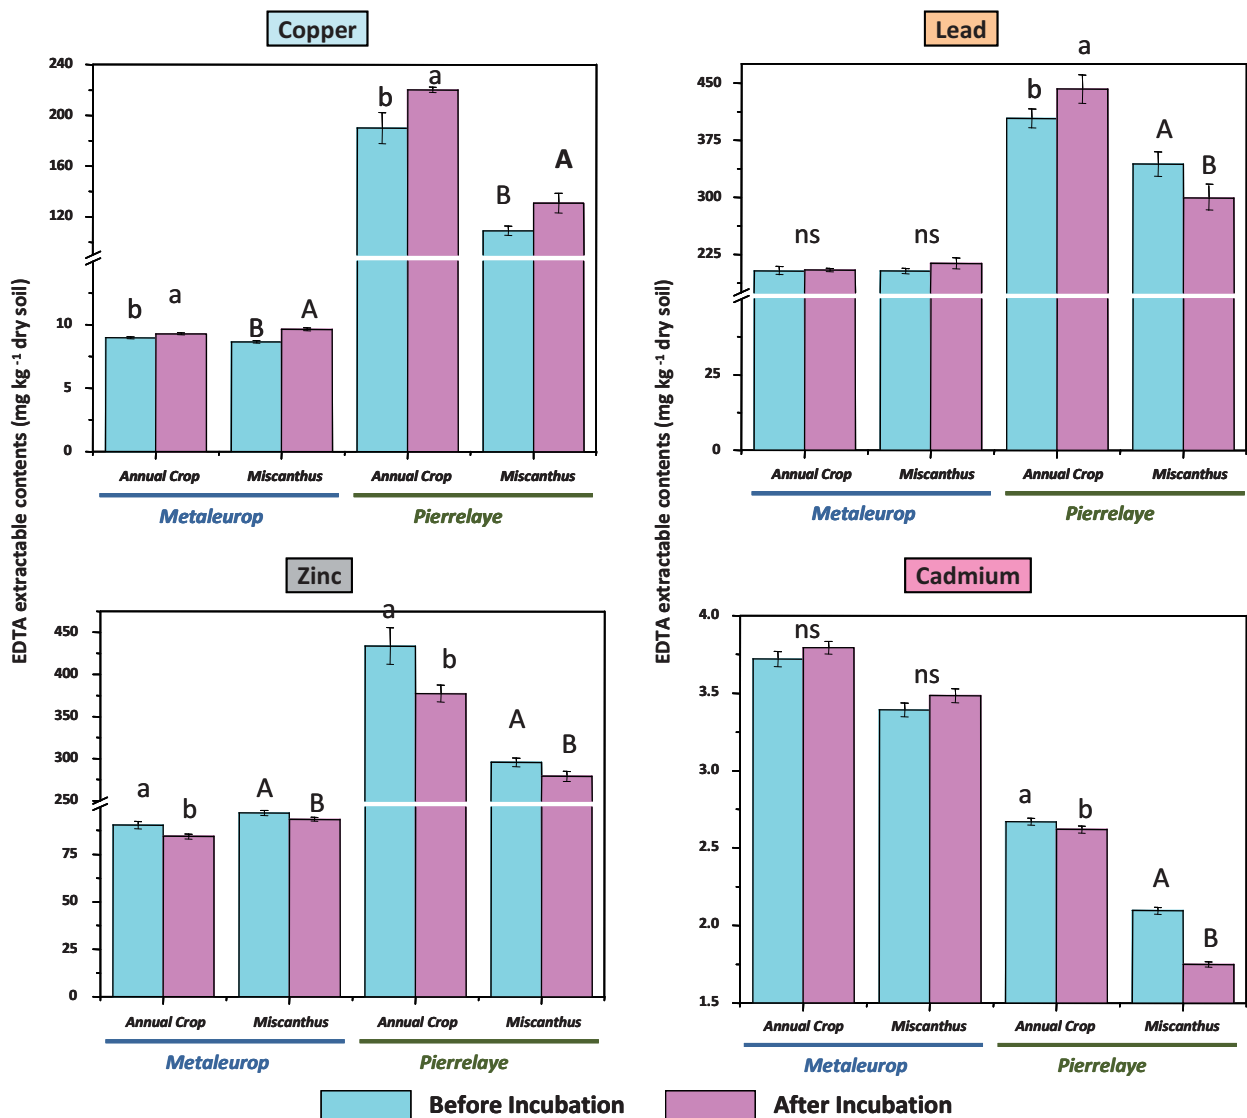 Copper
240
200
160
120
10
5
0
b
a
B
A
b
a
B
A
Annual Crop Miscanthus Annual Crop Miscanthus
Metaleurop Pierrelaye
Lead
450
375
300
225
25
0
ns
ns
b
a
A
B
Annual Crop Miscanthus Annual Crop Miscanthus
Metaleurop Pierrelaye
EDTA extractable contents (mg kg-1 dry soil)
EDTA extractable contents (mg kg-1 dry soil)
Zinc
450
400
350
300
250
75
50
25
0
a
b
A
B
a
b
A
B
Annual Crop Miscanthus Annual Crop Miscanthus
Metaleurop Pierrelaye
Cadmium
4.0
3.5
3.0
2.5
2.0
1.5
ns
ns
a
b
A
B
Annual Crop Miscanthus Annual Crop Miscanthus
Metaleurop Pierrelaye
Before Incubation After Incubation